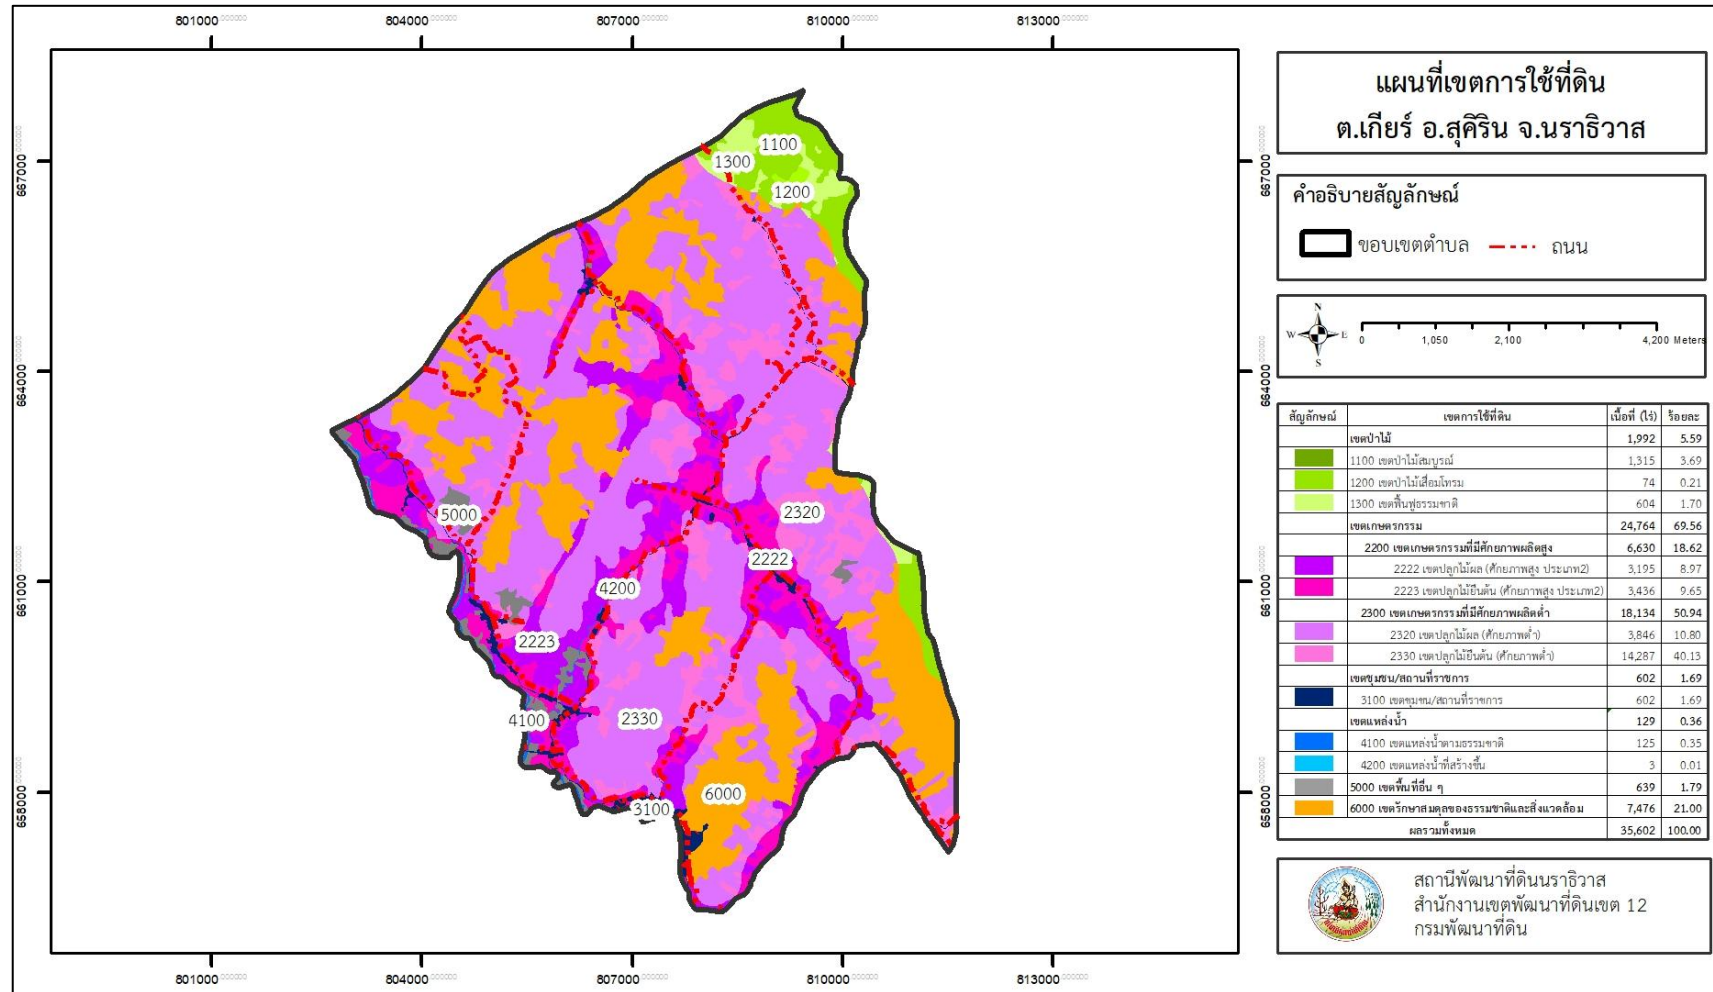 801000 804000 807000 810000 813000
แผนที่เขตการใช้ที่ดิน
ต.เกียร์ อ.สุคิริน จ.นราธิวาส
คำอธิบายสัญลักษณ์
ขอบเขตตำบล ถนน
N
W E
S
0 1,050 2,100 4,200 Meters
สัญลักษณ์ เขตการใช้ที่ดิน เนื้อที่ (ไร่) ร้อยละ
เขตป่าไม้ 1,992 5.59
1100 เขตป่าไม้สมบูรณ์ 1,315 3.69
1200 เขตป่าไม้เสื่อมโทรม 74 0.21
1300 เขตฟื้นฟูธรรมชาติ 604 1.70
เขตเกษตรกรรม 24,764 69.56
2200 เขตเกษตรกรรมที่มีศักยภาพผลิตสูง 6,630 18.62
2222 เขตปลูกไม้ผล (ศักยภาพสูง ประเภท2) 3,195 8.97
2223 เขตปลูกไม้ยืนต้น (ศักยภาพสูง ประเภท2) 3,436 9.65
2300 เขตเกษตรกรรมที่มีศักยภาพผลิตต่ำ 18,134 50.94
2320 เขตปลูกไม้ผล (ศักยภาพต่ำ) 3,846 10.80
2330 เขตปลูกไม้ยืนต้น (ศักยภาพต่ำ) 14,287 40.13
เขตชุมชน/สถานที่ราชการ 602 1.69
3100 เขตชุมชน/สถานที่ราชการ 602 1.69
เขตแหล่งน้ำ 129 0.36
4100 เขตแหล่งน้ำตามธรรมชาติ 125 0.35
4200 เขตแหล่งน้ำที่สร้างขึ้น 3 0.01
5000 เขตพื้นที่อื่น ๆ 639 1.79
6000 เขตรักษาสมดุลของธรรมชาติและสิ่งแวดล้อม 7,476 21.00
ผลรวมทั้งหมด 35,602 100.00
สถานีพัฒนาที่ดินนราธิวาส
สำนักงานเขตพัฒนาที่ดินเขต 12
กรมพัฒนาที่ดิน
667000 667000
664000 664000
661000 661000
658000 658000
1100
1300
1200
5000
2320
2222
4200
2223
4100
2330
6000
3100
801000 804000 807000 810000 813000